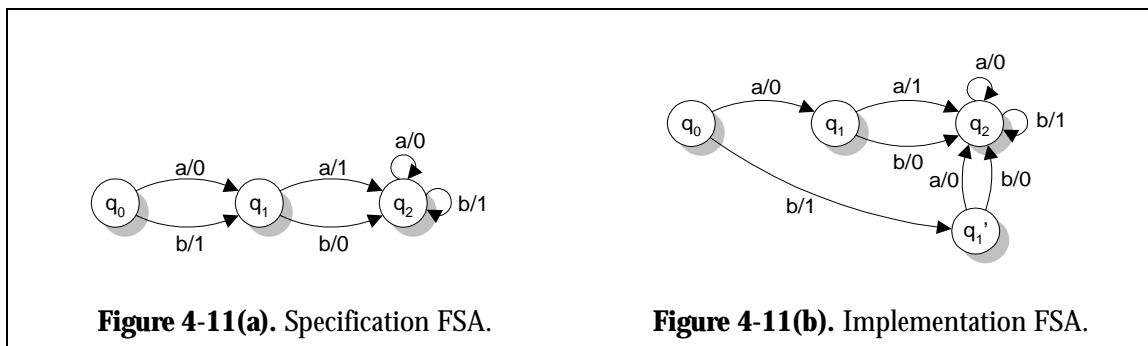 a/0
a/0
a/1
a/0
q0
q1
q2
b/1
b/1
b/0
Figure 4-11(a). Specification FSA.
a/0
a/0
a/1
q0
q1
q2
b/1
b/0
a/0
b/0
b/1
q1'
Figure 4-11(b). Implementation FSA.